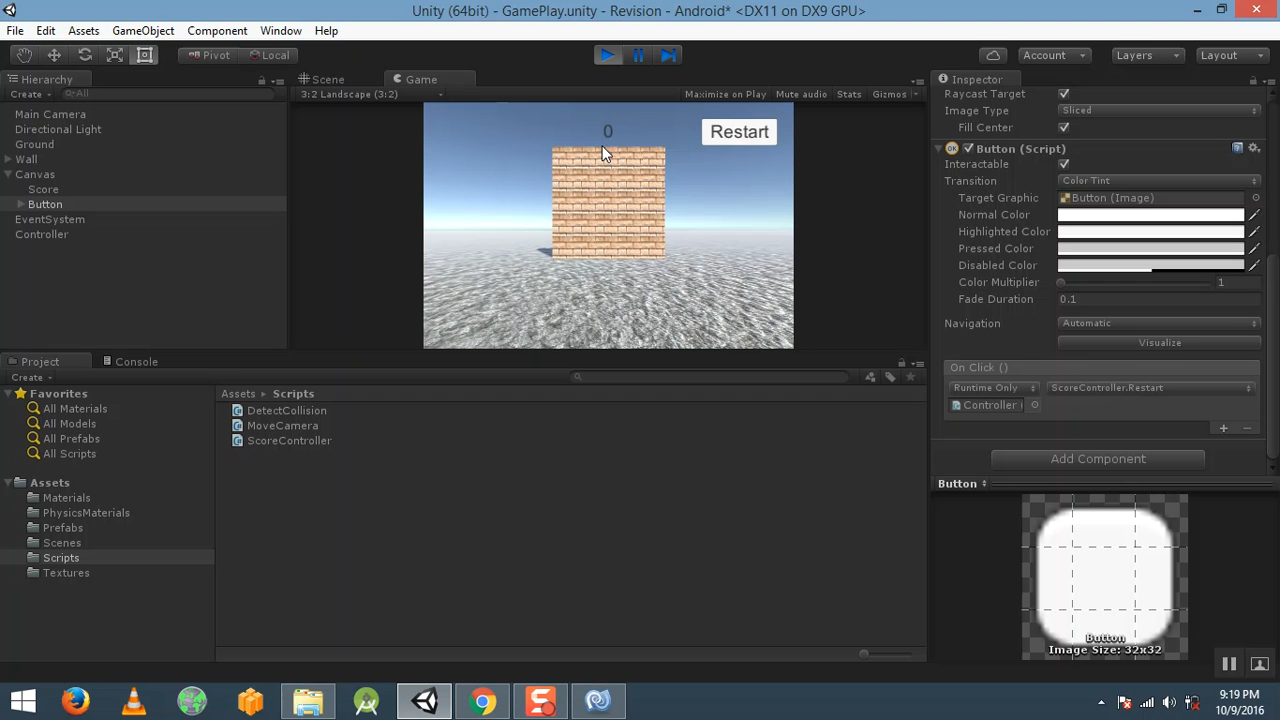 Unity (64bit) - GamePlay.unity - Revision - Android* <DX11 on DX9 GPU>
File Edit Assets GameObject Component Window Help
Pivot Local Account Layers Layout
Hierarchy
Create All
Main Camera
Directional Light
Ground
Wall
Canvas
Score
Button
EventSystem
Controller
Scene Game
3:2 Landscape (3:2) Maximize on Play Mute audio Stats Gizmos
0
Restart
Inspector
Raycast Target
Image Type Sliced
Fill Center
Button (Script)
Interactable
Transition Color Tint
Target Graphic Button (Image)
Normal Color
Highlighted Color
Pressed Color
Disabled Color
Color Multiplier 1
Fade Duration 0.1
Navigation Automatic
Visualize
On Click ()
Runtime Only ScoreController.Restart
Controller
Add Component
Button
Button
Image Size: 32x32
Project Console
Create
Favorites
All Materials
All Models
All Prefabs
All Scripts
Assets
Materials
PhysicsMaterials
Prefabs
Scenes
Scripts
Textures
Assets Scripts
DetectCollision
MoveCamera
ScoreController
9:19 PM
10/9/2016